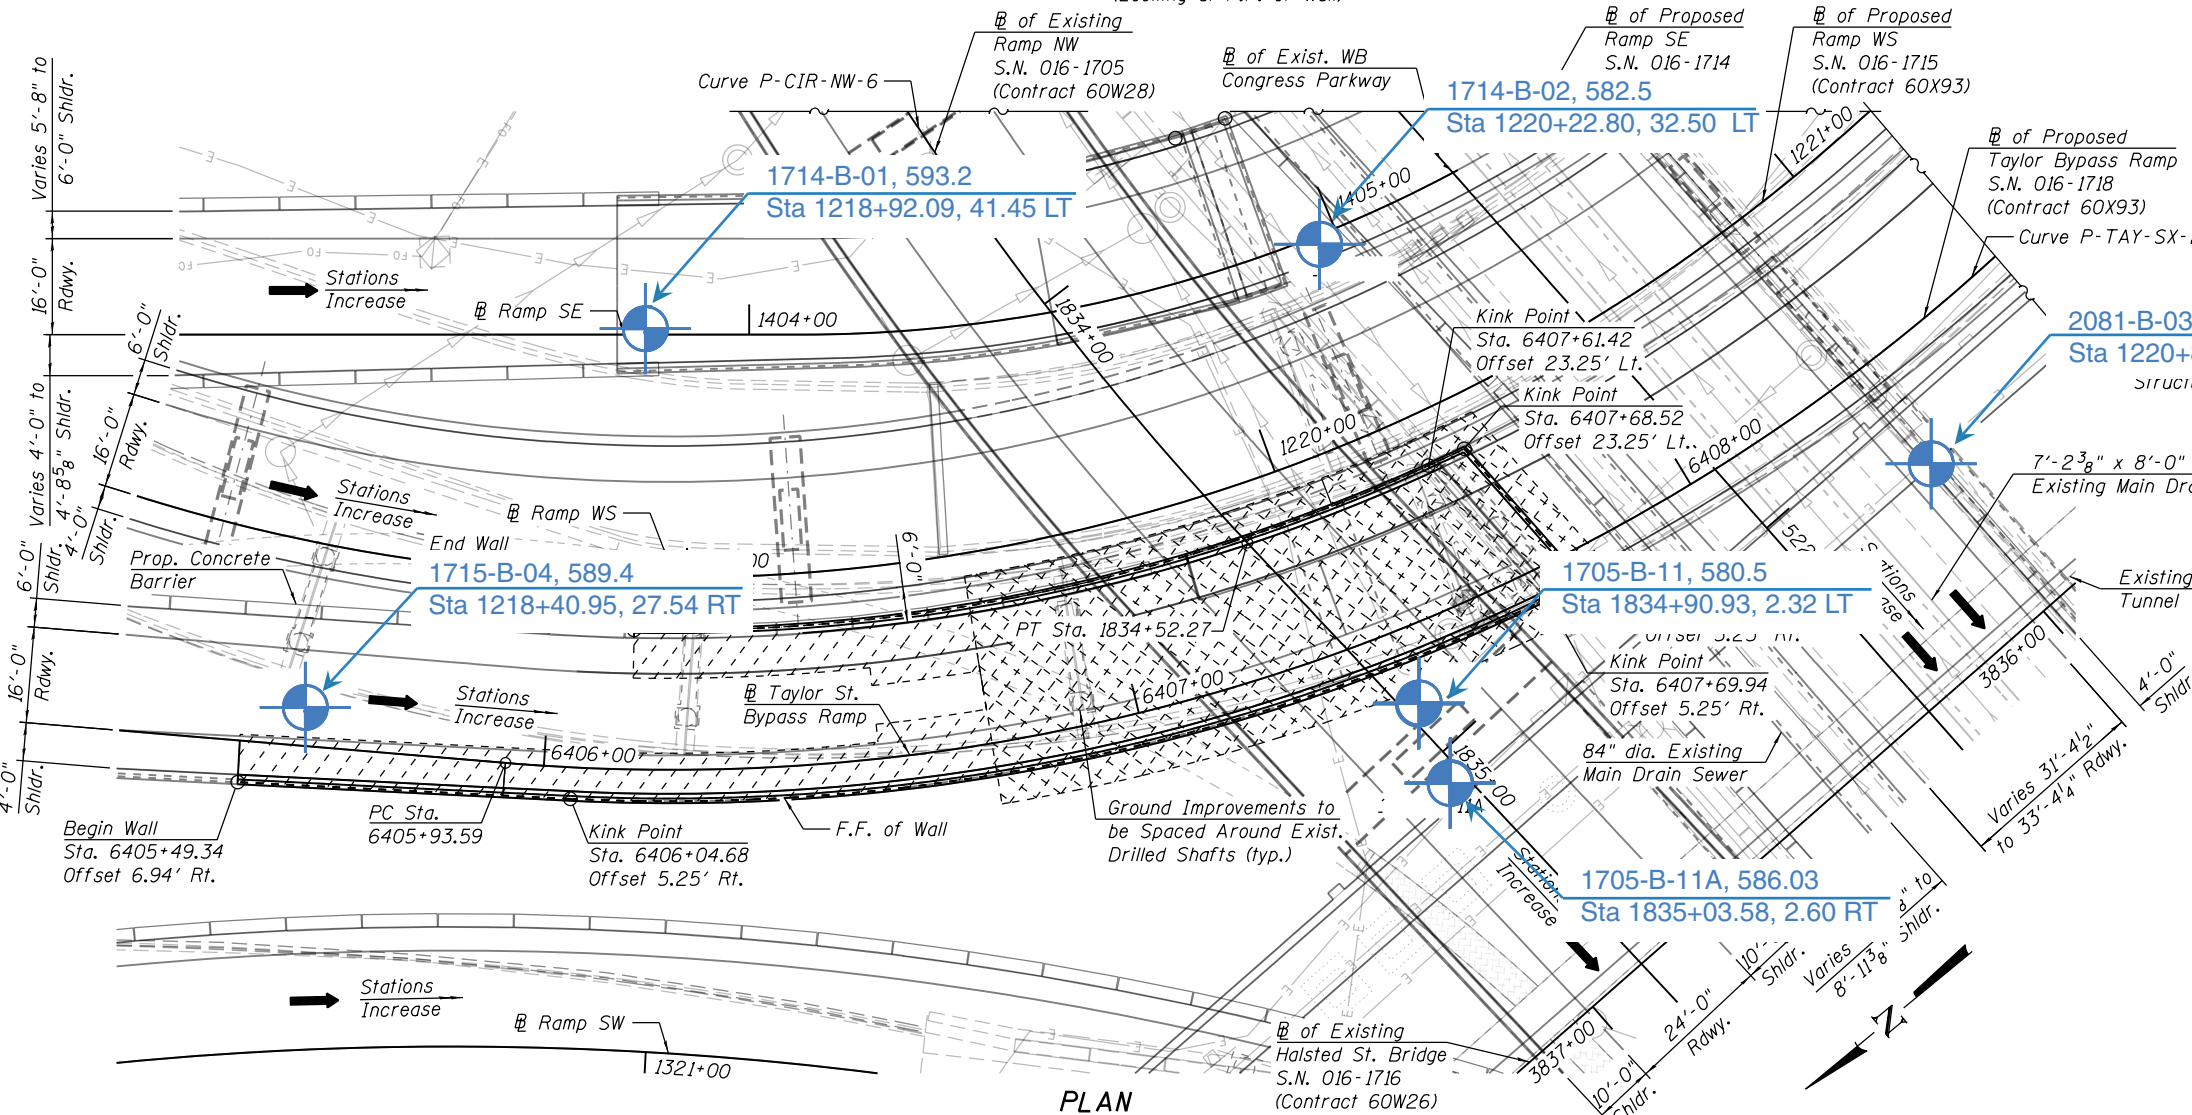 ℄ of Existing
Ramp NW
S.N. 016-1705
(Contract 60W28)
Curve P-CIR-NW-6
℄ of Exist. WB
Congress Parkway
℄ of Proposed
Ramp SE
S.N. 016-1714
℄ of Proposed
Ramp WS
S.N. 016-1715
(Contract 60X93)
℄ of Proposed
Taylor Bypass Ramp
S.N. 016-1718
(Contract 60X93)
Curve P-TAY-SX-
1714-B-02, 582.5
Sta 1220+22.80, 32.50 LT
1714-B-01, 593.2
Sta 1218+92.09, 41.45 LT
2081-B-03
Sta 1220+
Varies 5'-8" to
6'-0" Shldr.
16'-0"
Rdwy.
Varies 4'-0" to
4'-8⅝" Shldr.
6'-0"
Shldr.
16'-0"
Rdwy.
4'-0"
Shldr.
6'-0"
Shldr.
16'-0"
Rdwy.
4'-0"
Shldr.
Stations
Increase
℄ Ramp SE
1404+00
1405+00
1834+00
1221+00
1220+00
6408+00
Kink Point
Sta. 6407+61.42
Offset 23.25' Lt.
Kink Point
Sta. 6407+68.52
Offset 23.25' Lt.
7'-2⅜" x 8'-0"
Existing Main
Stations
Increase
℄ Ramp WS
6'-0"
End Wall
Prop. Concrete
Barrier
1715-B-04, 589.4
Sta 1218+40.95, 27.54 RT
1705-B-11, 580.5
Sta 1834+90.93, 2.32 LT
Existing
Tunnel
PT Sta. 1834+52.27
Offset 5.25' Rt.
Kink Point
Sta. 6407+69.94
Offset 5.25' Rt.
3836+00
4'-0"
Shldr.
Stations
Increase
℄ Taylor St.
Bypass Ramp
6407+00
6406+00
84" dia. Existing
Main Drain Sewer
1835+00
11A
Varies 31'-4½"
to 33'-4¼" Rdwy.
Begin Wall
Sta. 6405+49.34
Offset 6.94' Rt.
PC Sta.
6405+93.59
Kink Point
Sta. 6406+04.68
Offset 5.25' Rt.
F.F. of Wall
Ground Improvements to
be Spaced Around Exist.
Drilled Shafts (typ.)
1705-B-11A, 586.03
Sta 1835+03.58, 2.60 RT
Increase
Shldr.
Varies
8'-11⅜"
10'-
Shldr.
24'-0"
Rdwy.
10'-0"
Shldr.
Stations
Increase
℄ Ramp SW
1321+00
℄ of Existing
Halsted St. Bridge
S.N. 016-1716
(Contract 60W26)
3837+00
N
PLAN